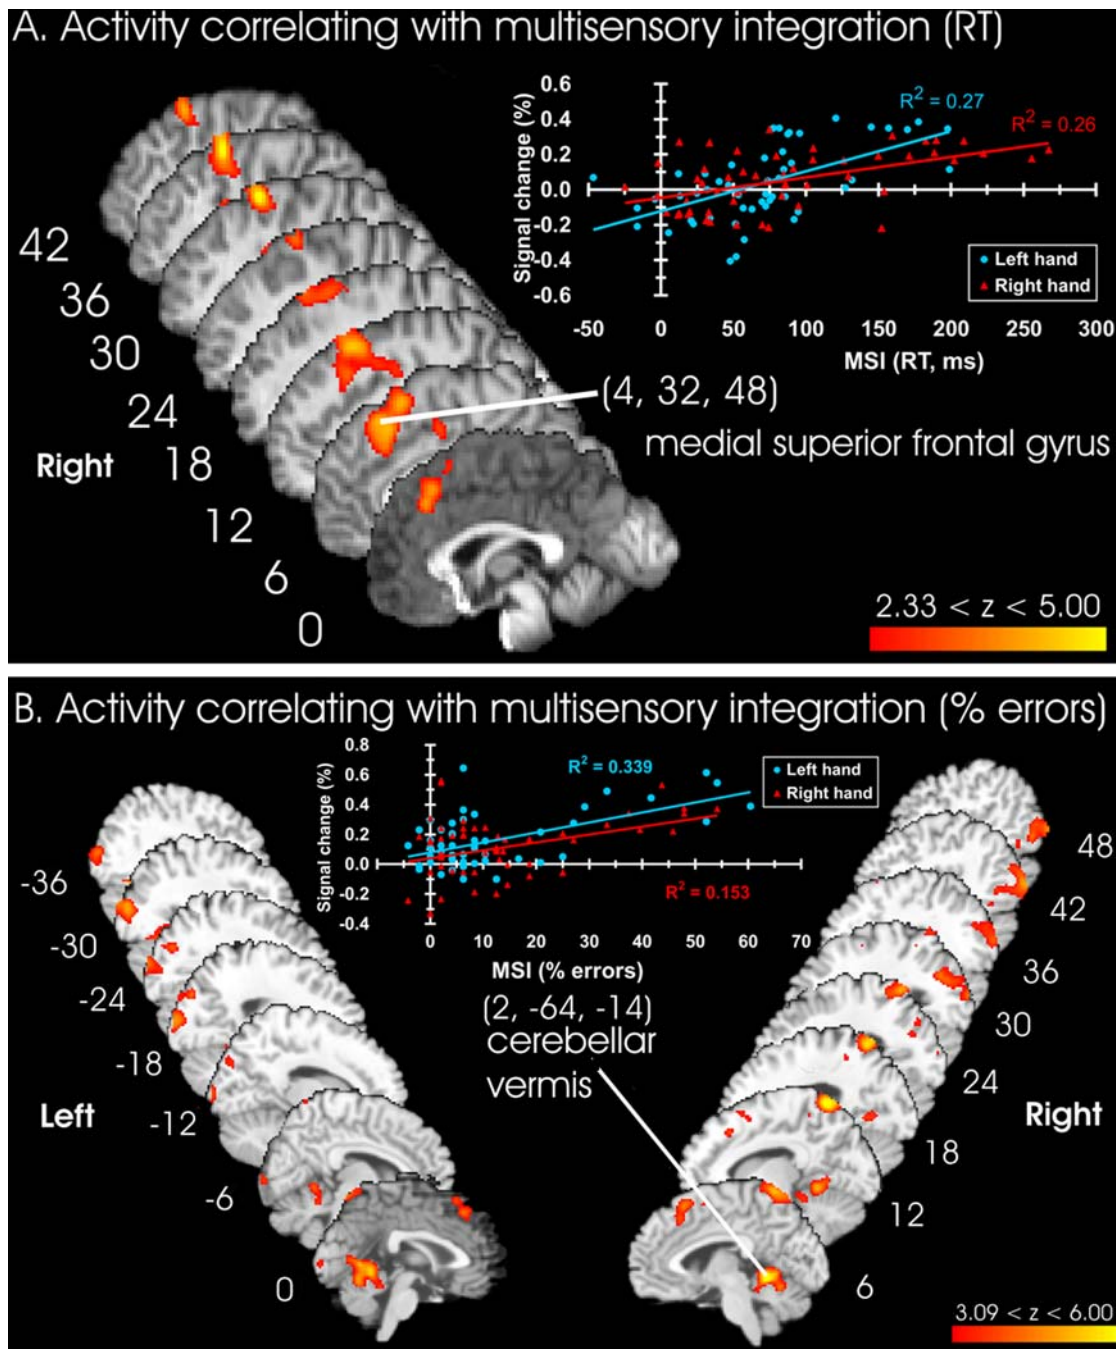 A. Activity correlating with multisensory integration (RT)
0.6
0.4
0.2
0.0
-0.2
-0.4
-0.6
Signal change (%)
R2 = 0.27
R2 = 0.26
Left hand
Right hand
-50 0 50 100 150 200 250 300
MSI (RT, ms)
(4, 32, 48)
medial superior frontal gyrus
42
36
30
24
Right 18
12
6
0
2.33 < z < 5.00
B. Activity correlating with multisensory integration (% errors)
0.8
0.6
0.4
0.2
0.0
-0.2
-0.4
Signal change (%)
R2 = 0.339
Left hand
Right hand
R2 = 0.153
0 10 20 30 40 50 60 70
MSI (% errors)
(2, -64, -14)
cerebellar
vermis
-36
-30
-24
-18
Left -12
-6
0
48
42
36
30
24
Right
18
12
6
3.09 < z < 6.00